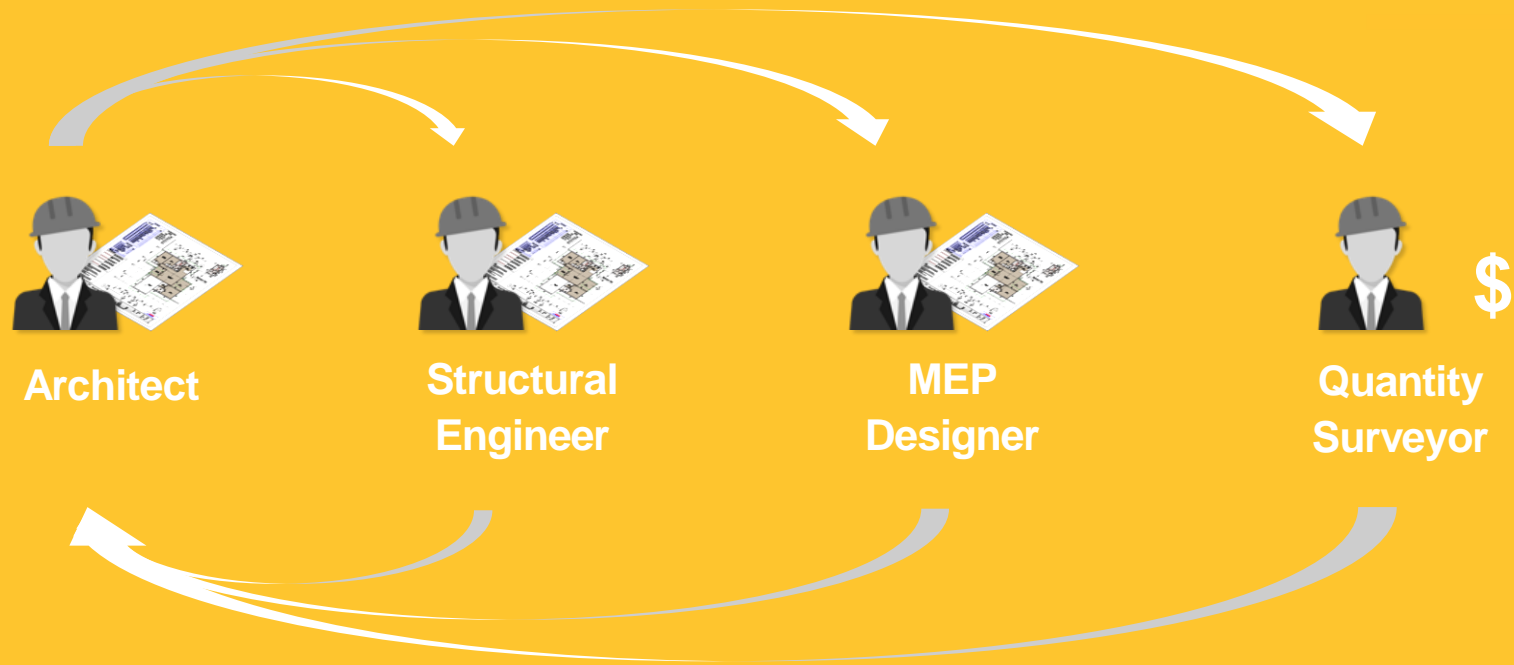 $
Architect
Structural
Engineer
MEP
Designer
Quantity
Surveyor